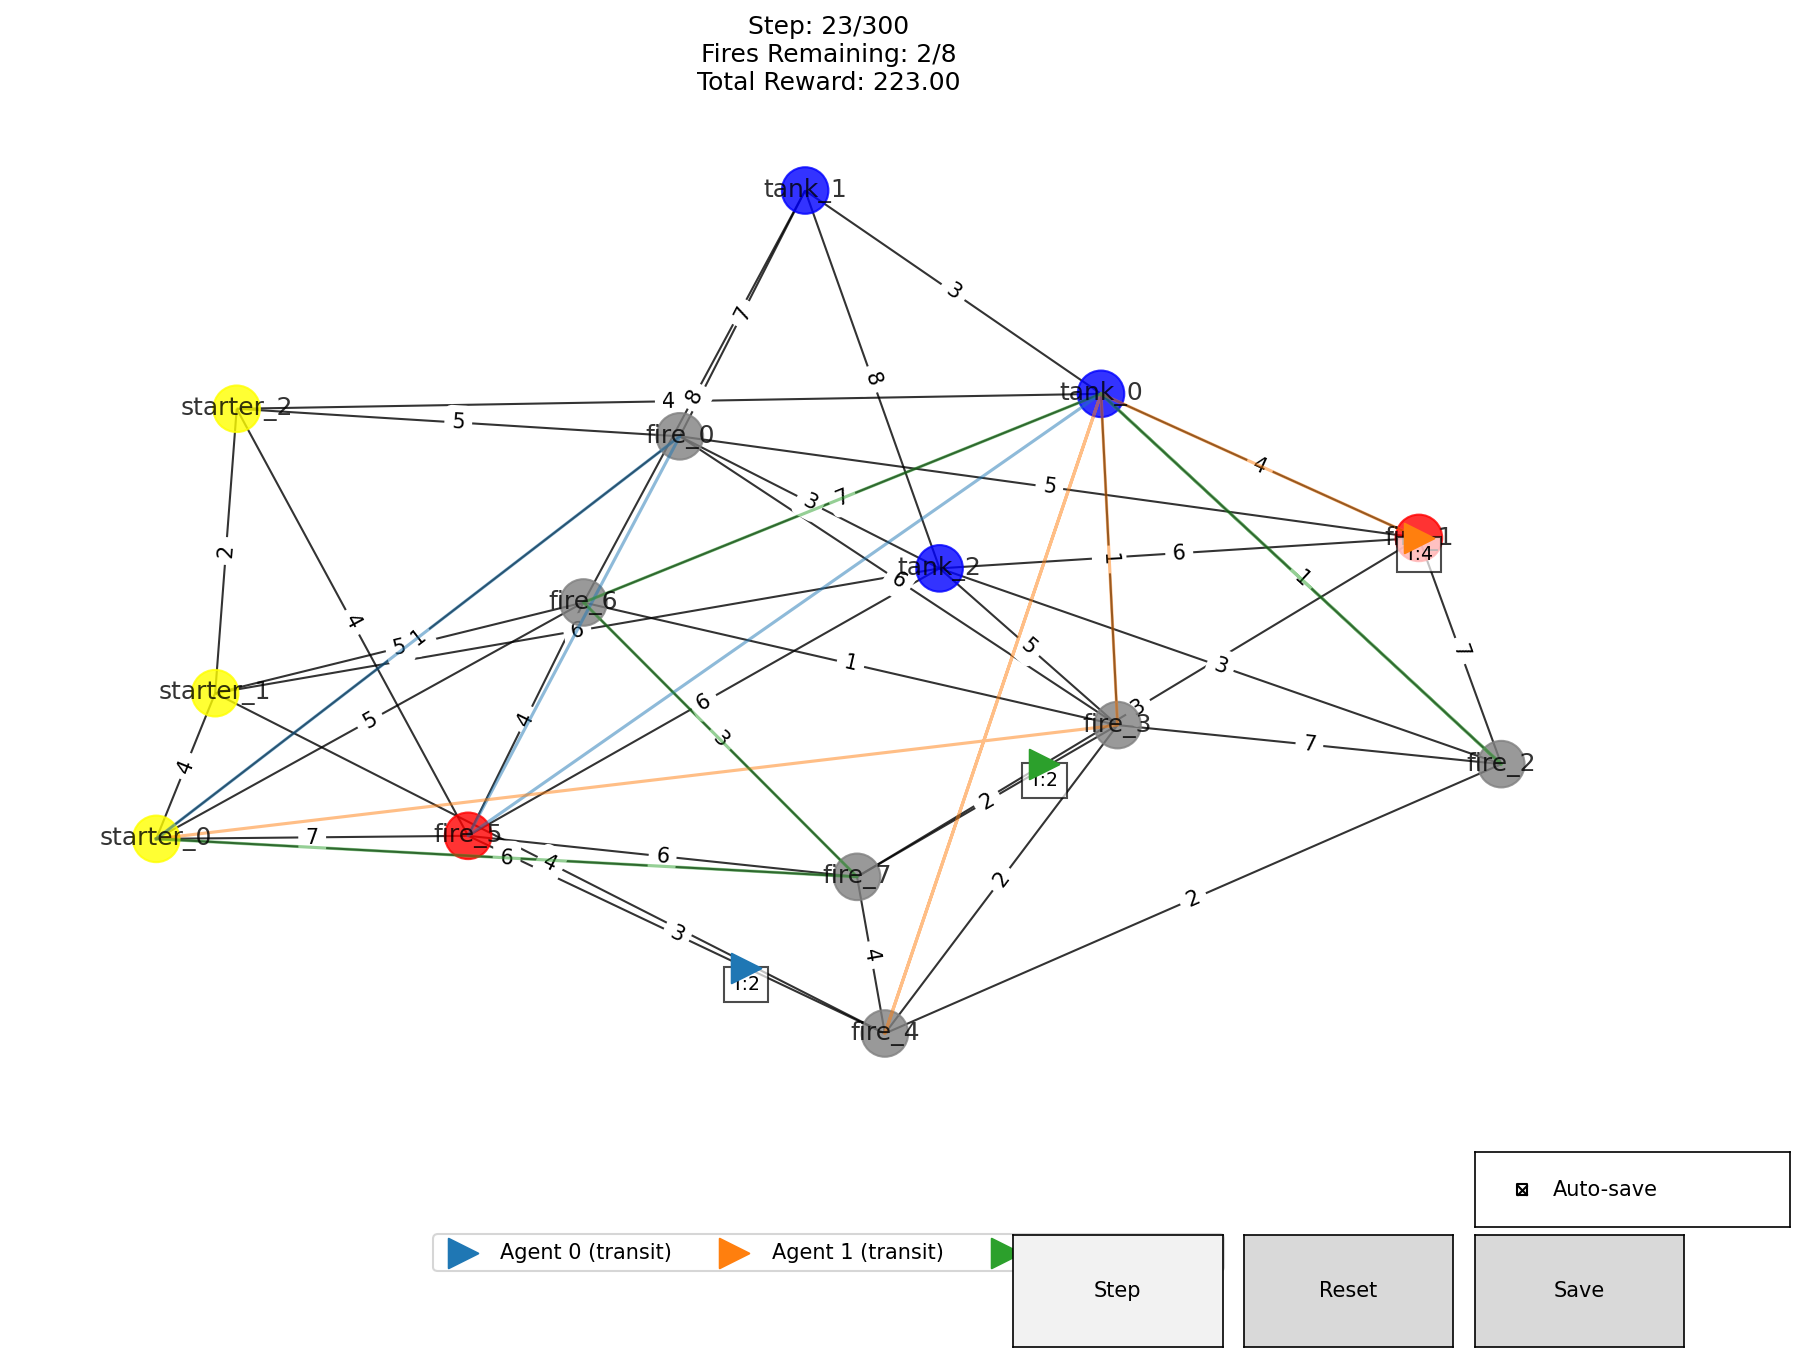 Step: 23/300
Fires Remaining: 2/8
Total Reward: 223.00
tank_1
7
3
8
8
tank_0
starter_2
4
5
fire_0
4
3
7
5
1
6
2
tank_2
6
1
fire_6
6
4
5
1
6
5
1
3
7
starter_1
5
4
6
3
3
fire_3
7
fire_2
4
2
1:2
starter_0
7
fire_5
6
4
6
fire_7
2
2
3
4
1:2
fire_4
Auto-save
Agent 0 (transit)
Agent 1 (transit)
Step
Reset
Save